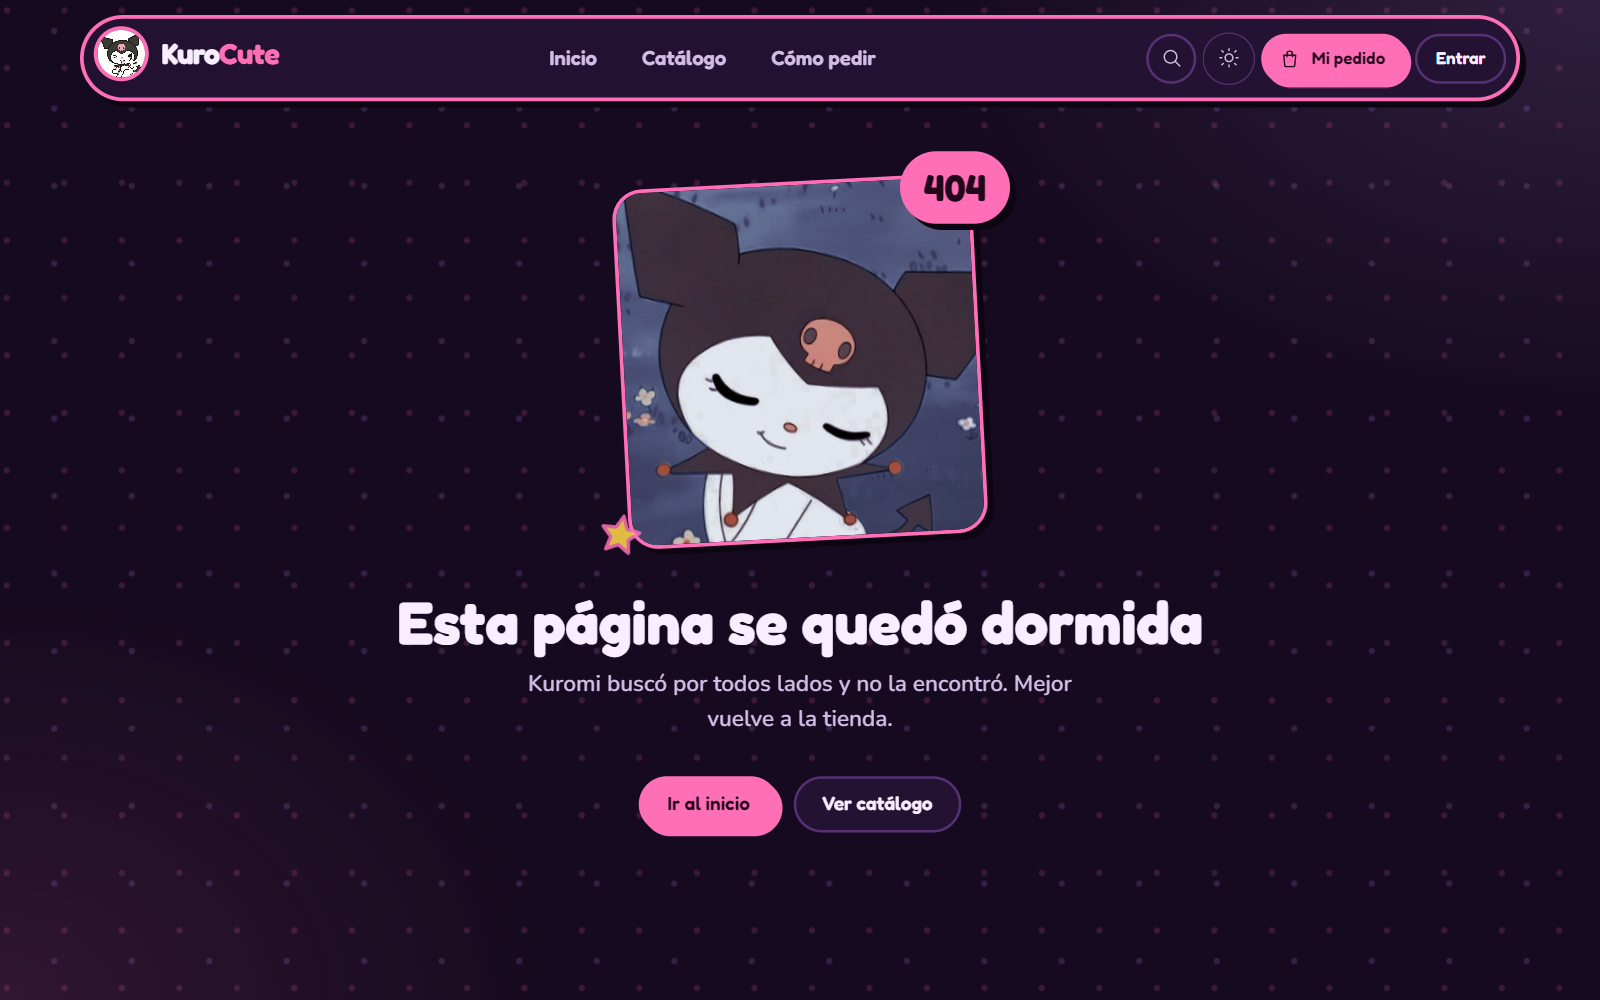 KuroCute
Inicio
Catálogo
Cómo pedir
Mi pedido
Entrar
404
Esta página se quedó dormida
Kuromi buscó por todos lados y no la encontró. Mejor
vuelve a la tienda.
Ir al inicio
Ver catálogo